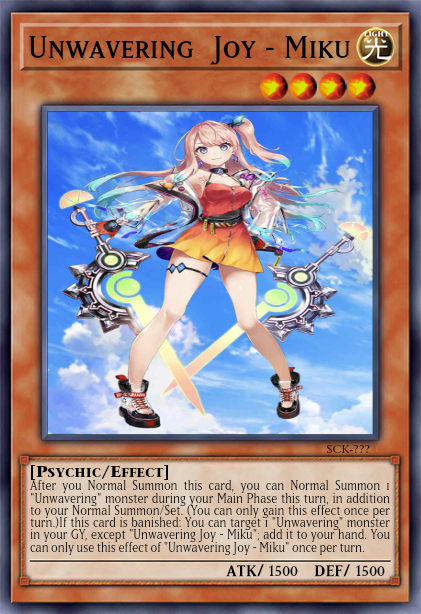 Unwavering Joy - Miku
LIGHT
光
SCK-???
[Psychic/Effect]
After you Normal Summon this card, you can Normal Summon 1
"Unwavering" monster during your Main Phase this turn, in addition
to your Normal Summon/Set. (You can only gain this effect once per
turn.)If this card is banished: You can target 1 "Unwavering" monster
in your GY, except "Unwavering Joy - Miku"; add it to your hand. You
can only use this effect of "Unwavering Joy - Miku" once per turn.
ATK/ 1500 DEF/ 1500